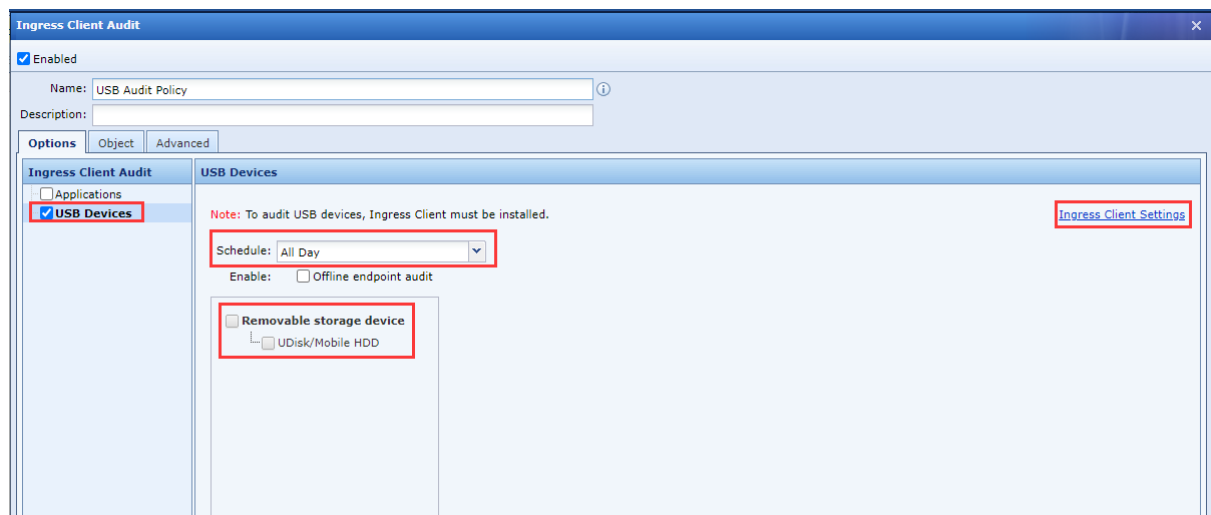 Ingress Client Audit
Enabled
Name: USB Audit Policy
Description:
Options Object Advanced
Ingress Client Audit USB Devices
Applications
USB Devices
Note: To audit USB devices, Ingress Client must be installed. Ingress Client Settings
Schedule: All Day
Enable: Offline endpoint audit
Removable storage device
UDisk/Mobile HDD